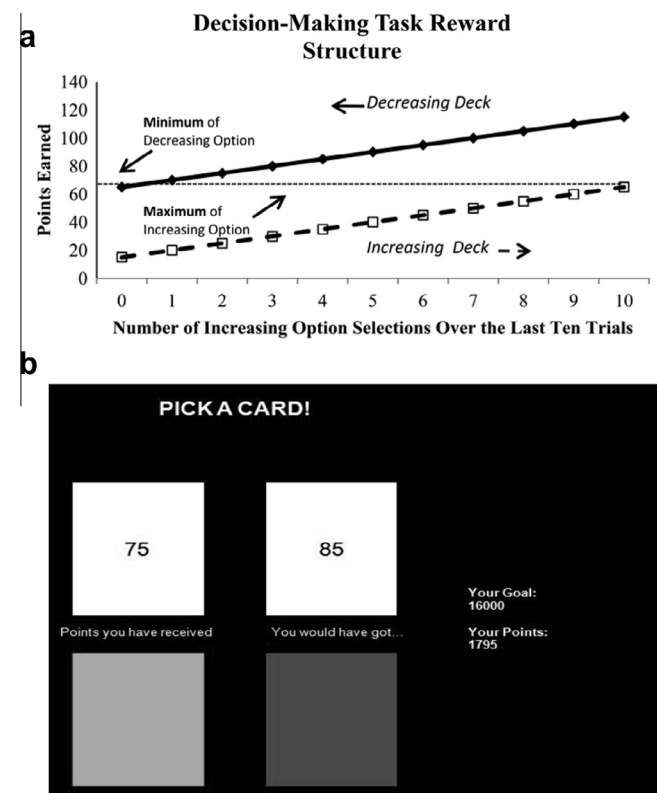 a
Decision-Making Task Reward
Structure
140
120
100
80
60
40
20
0
Points Earned
Minimum of
Decreasing Option
Decreasing Deck
Maximum of
Increasing Option
Increasing Deck
0 1 2 3 4 5 6 7 8 9 10
Number of Increasing Option Selections Over the Last Ten Trials
b
PICK A CARD!
75
85
Points you have received
You would have got...
Your Goal:
16000
Your Points:
1795